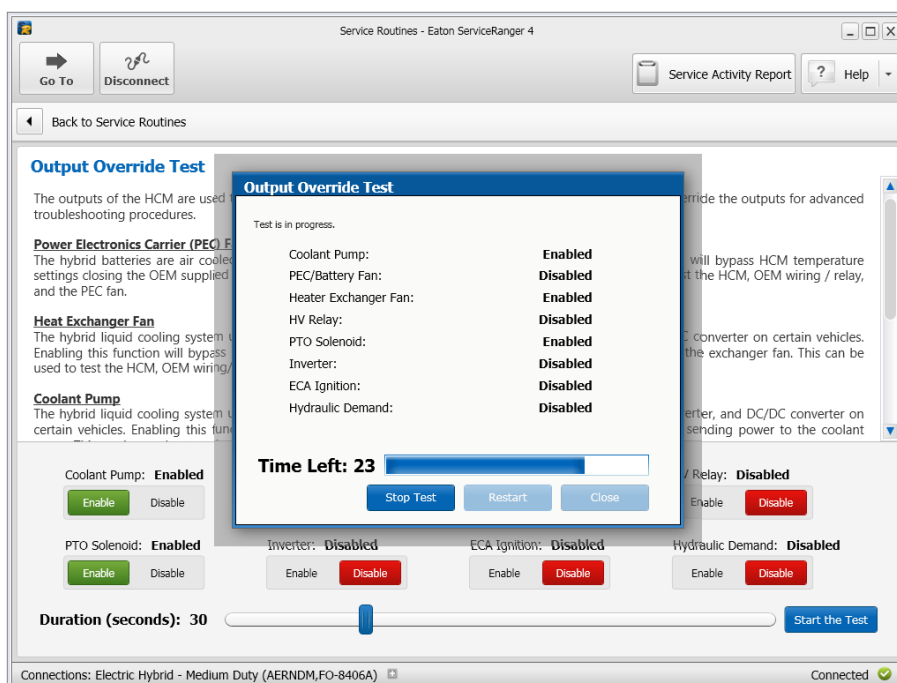 Service Routines - Eaton ServiceRanger 4
Go To
Disconnect
Service Activity Report
? Help
Back to Service Routines
Output Override Test
The outputs of the HCM are used
erride the outputs for advanced
troubleshooting procedures.
Power Electronics Carrier (PEC) F
The hybrid batteries are air cooled
will bypass HCM temperature
settings closing the OEM supplied
the HCM, OEM wiring / relay,
and the PEC fan.
Heat Exchanger Fan
The hybrid liquid cooling system
converter on certain vehicles.
Enabling this function will bypass
the exchanger fan. This can be
used to test the HCM, OEM wiring/
Coolant Pump
The hybrid liquid cooling system
erter, and DC/DC converter on
certain vehicles. Enabling this
sending power to the coolant
Output Override Test
Test is in progress.
Coolant Pump: Enabled
PEC/Battery Fan: Disabled
Heater Exchanger Fan: Enabled
HV Relay: Disabled
PTO Solenoid: Enabled
Inverter: Disabled
ECA Ignition: Disabled
Hydraulic Demand: Disabled
Time Left: 23
Stop Test Restart Close
Coolant Pump: Enabled
Enable Disable
Relay: Disabled
Enable Disable
PTO Solenoid: Enabled
Enable Disable
Inverter: Disabled
Enable Disable
ECA Ignition: Disabled
Enable Disable
Hydraulic Demand: Disabled
Enable Disable
Duration (seconds): 30
Start the Test
Connections: Electric Hybrid - Medium Duty (AERNDM,FO-8406A)
Connected